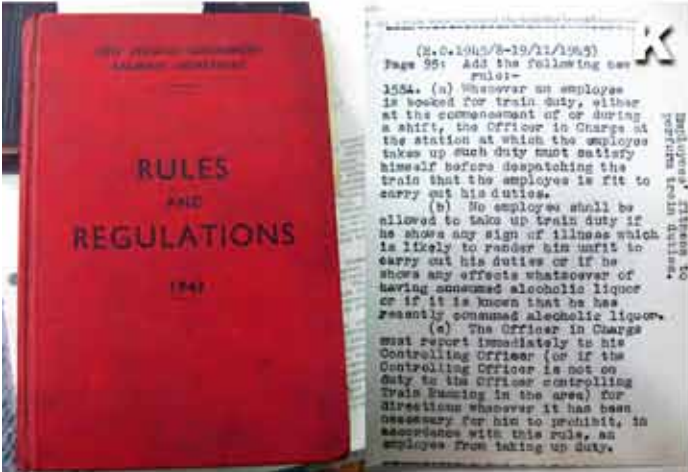 NEW ZEALAND GOVERNMENT
RAILWAYS DEPARTMENT
RULES
AND
REGULATIONS
K
(E.O.1945/8-19/11/1945)
Page 95: Add the following new
rule:-
(a) Whenever an employee
is booked for train duty, either
at the commencement of or during
a shift, the Officer in Charge at
the station at which the employee
takes up such duty must satisfy
himself before despatching the
train that the employee is fit to
carry out his duties.
(b) No employee shall be
allowed to take up train duty if
he shows any sign of illness which
is likely to render him unfit to
carry out his duties or if he
shows any effects whatsoever of
having consumed alcoholic liquor
or if it is known that he has
recently consumed alcoholic liquor.
(c) The Officer in Charge
must report immediately to his
Controlling Officer (or if the
Controlling Officer is not on
duty to the Officer controlling
Train Running in the area) for
directions whenever it has been
necessary for him to prohibit, in
accordance with this rule, an
employee from taking up duty.
Employees' fitness to
perform train duties.